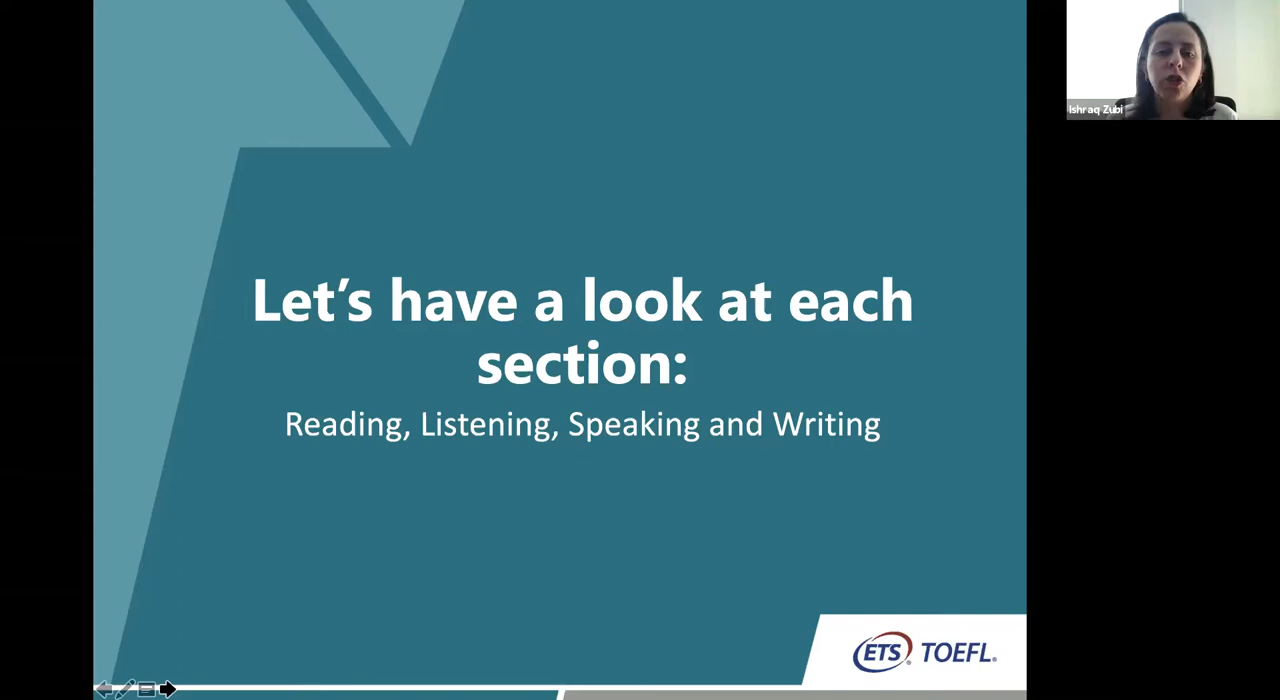 Let's have a look at each
section:
Reading, Listening, Speaking and Writing
ETS® TOEFL®
Ishraq Zubi